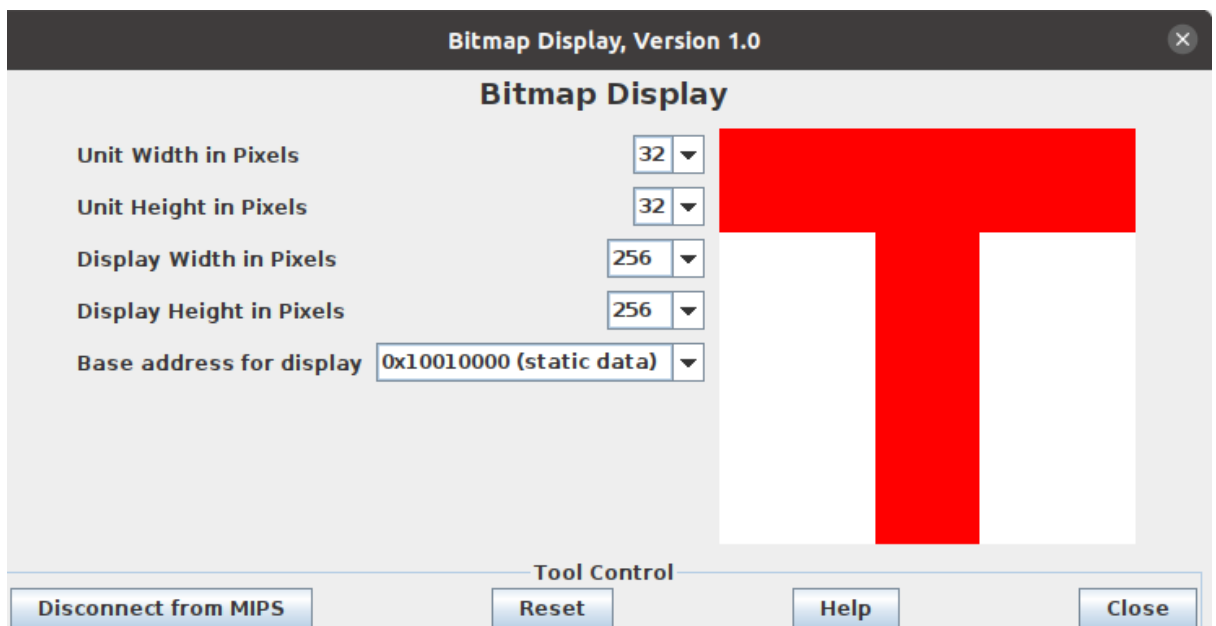 Bitmap Display, Version 1.0
Bitmap Display
Unit Width in Pixels 32
Unit Height in Pixels 32
Display Width in Pixels 256
Display Height in Pixels 256
Base address for display 0x10010000 (static data)
Tool Control
Disconnect from MIPS Reset Help Close